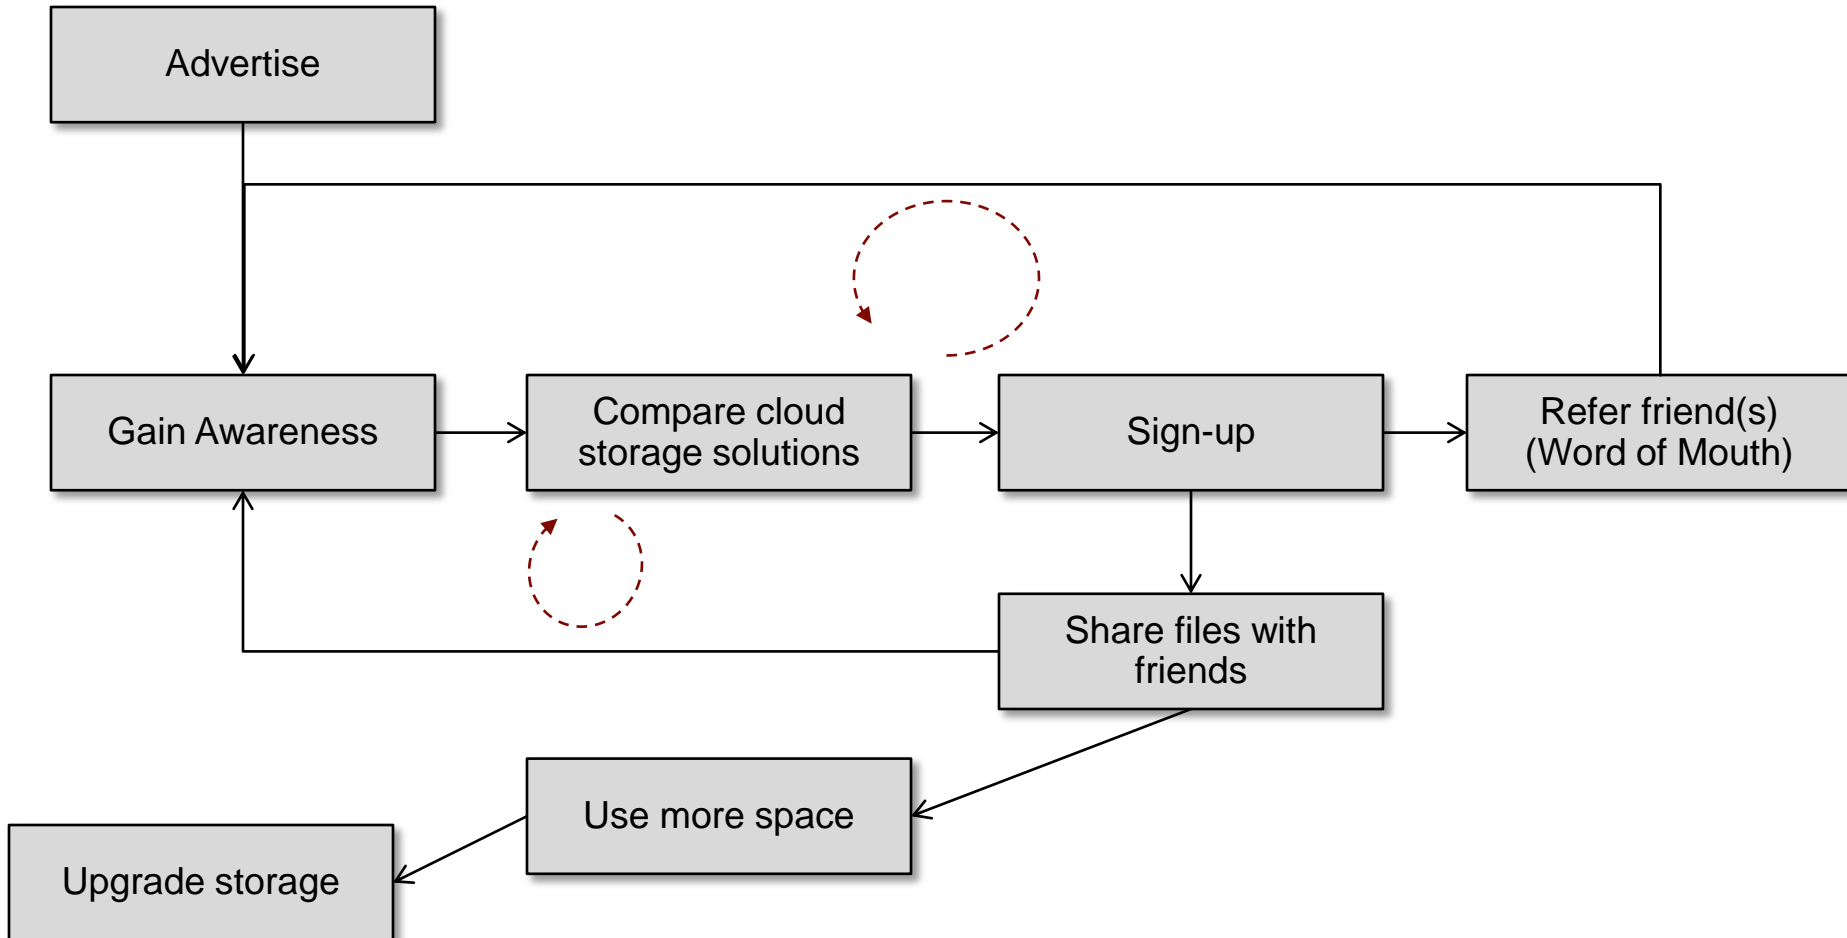 Advertise
Gain Awareness
Compare cloud
storage solutions
Sign-up
Refer friend(s)
(Word of Mouth)
Share files with
friends
Use more space
Upgrade storage